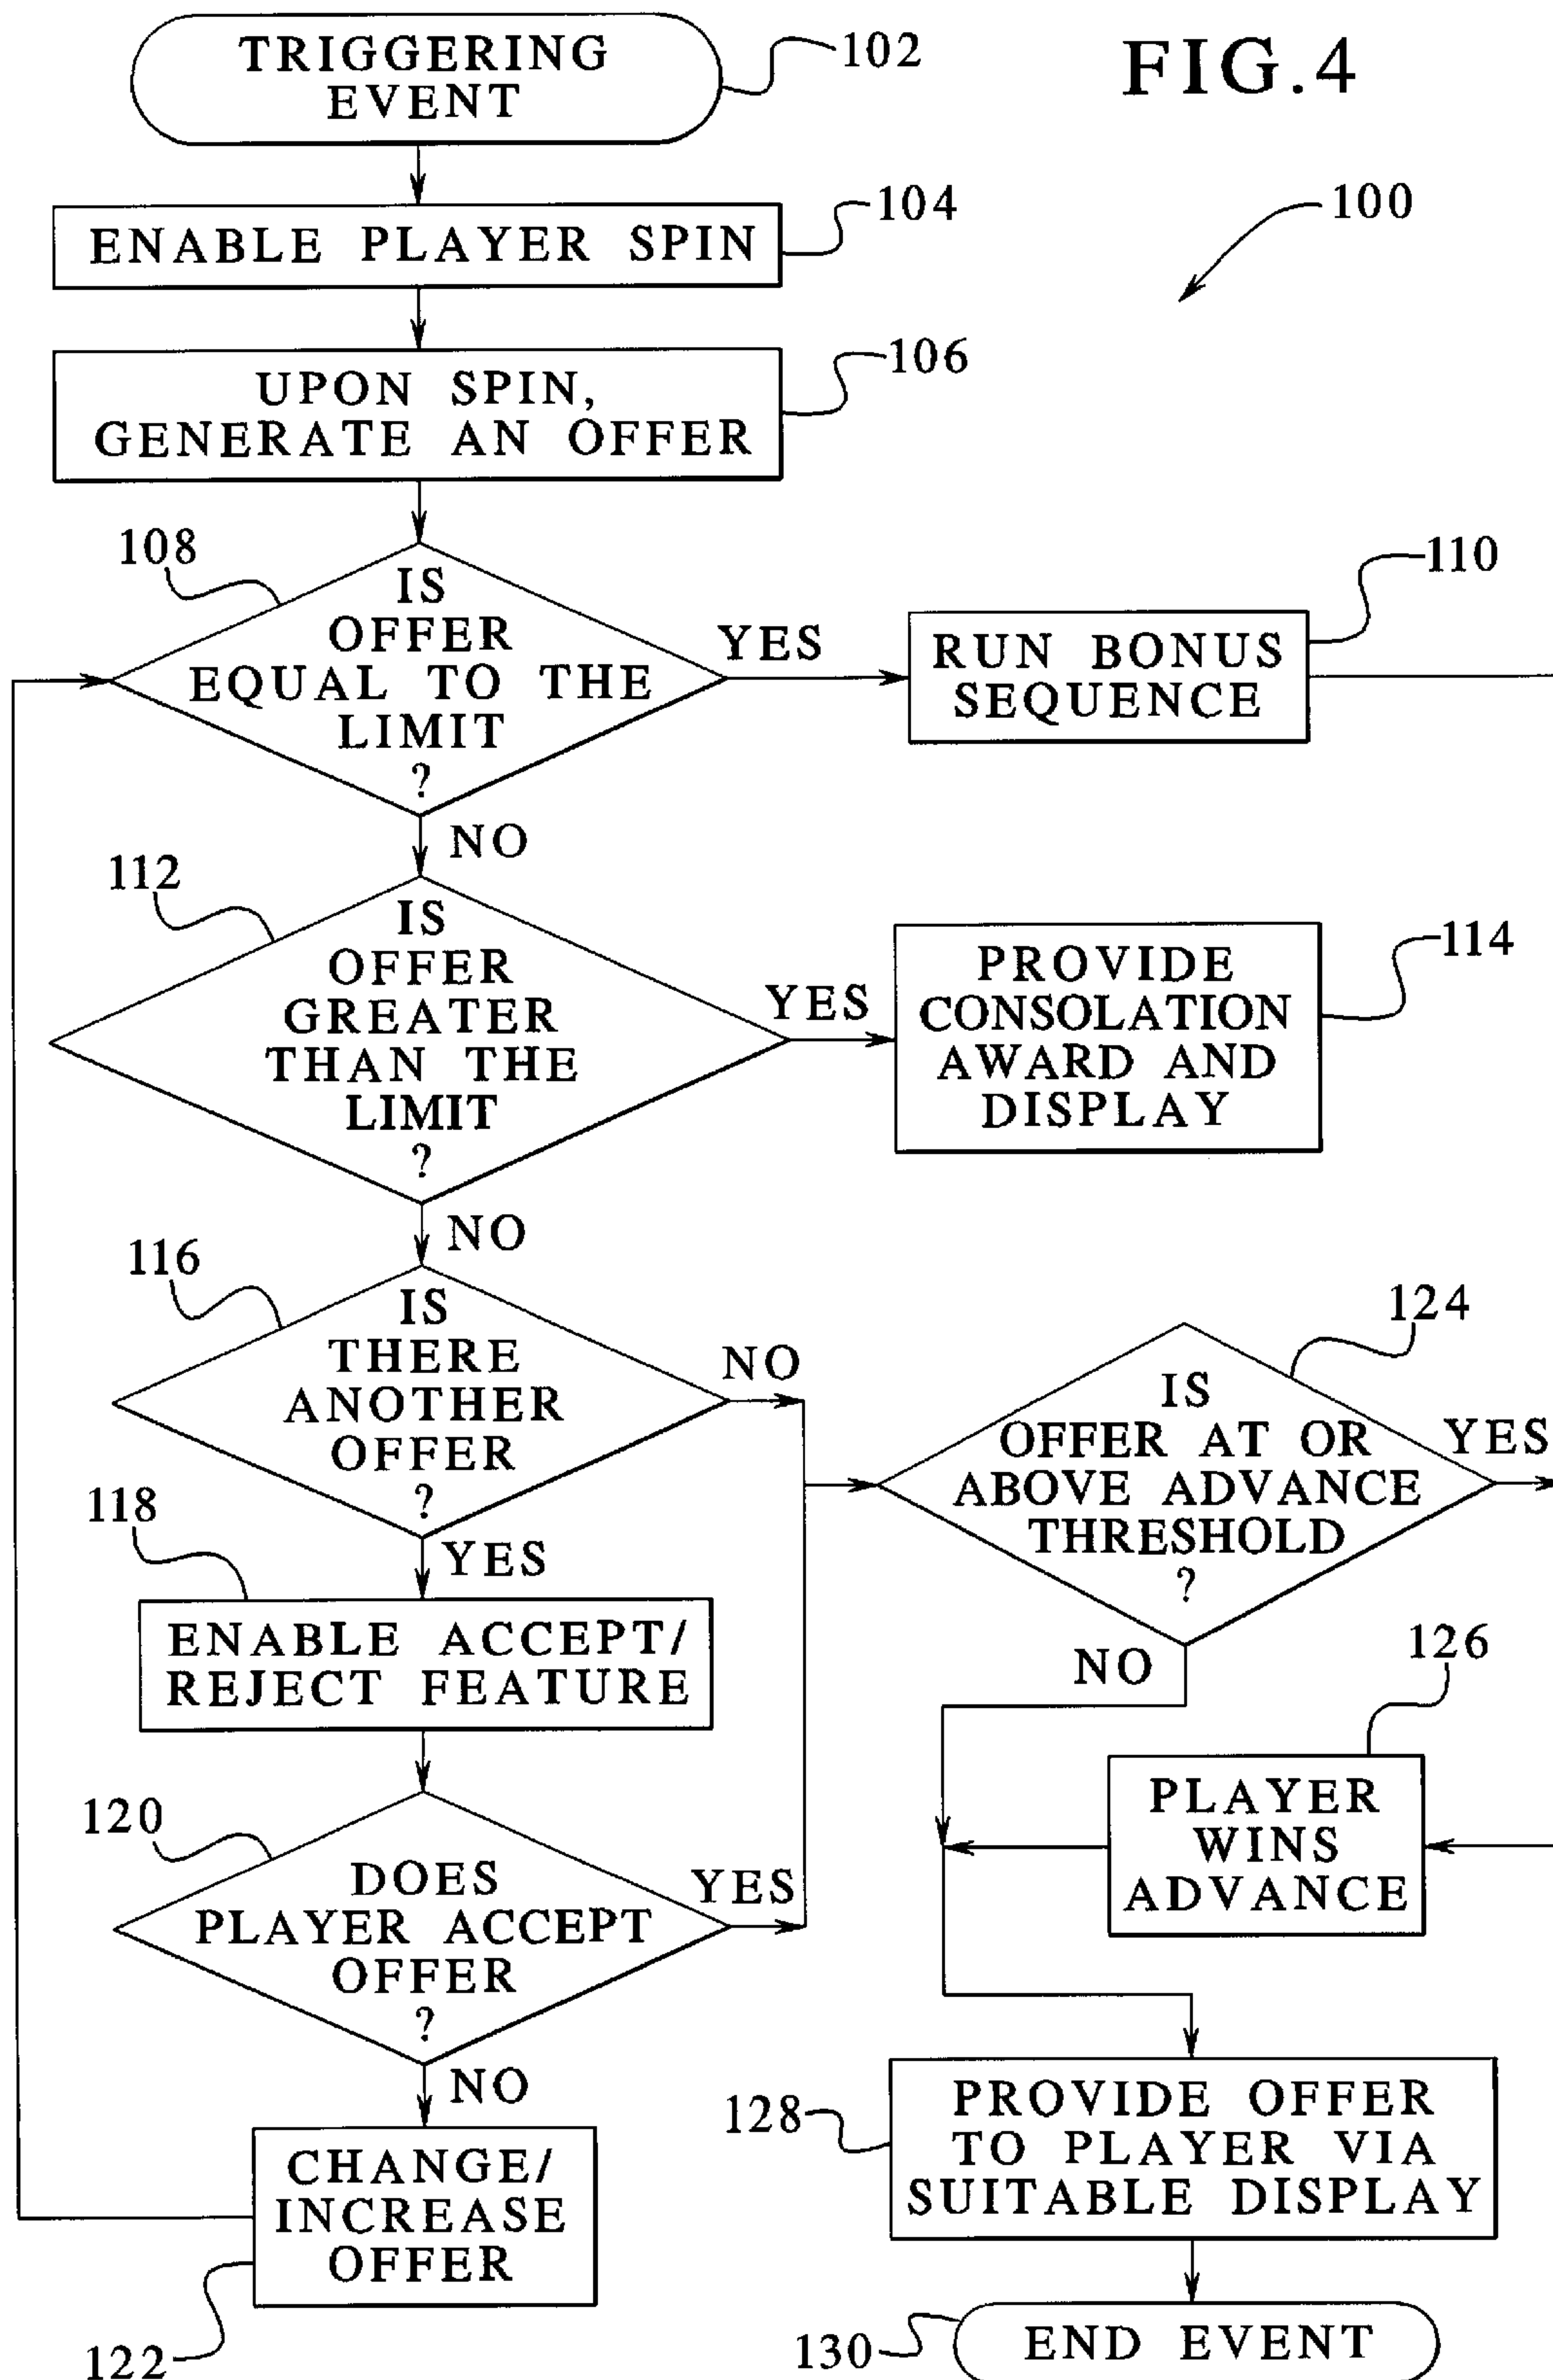 TRIGGERING
EVENT
102
FIG.4
104
ENABLE PLAYER SPIN
100
106
UPON SPIN,
GENERATE AN OFFER
108
IS
OFFER
EQUAL TO THE
LIMIT
?
YES
110
RUN BONUS
SEQUENCE
NO
112
IS
OFFER
GREATER
THAN THE
LIMIT
?
YES
114
PROVIDE
CONSOLATION
AWARD AND
DISPLAY
NO
116
IS
THERE
ANOTHER
OFFER
?
NO
124
IS
OFFER AT OR
ABOVE ADVANCE
THRESHOLD
?
YES
118
YES
ENABLE ACCEPT/
REJECT FEATURE
NO
126
PLAYER
WINS
ADVANCE
120
DOES
PLAYER ACCEPT
OFFER
?
YES
NO
128
PROVIDE OFFER
TO PLAYER VIA
SUITABLE DISPLAY
CHANGE/
INCREASE
OFFER
122
130
END EVENT